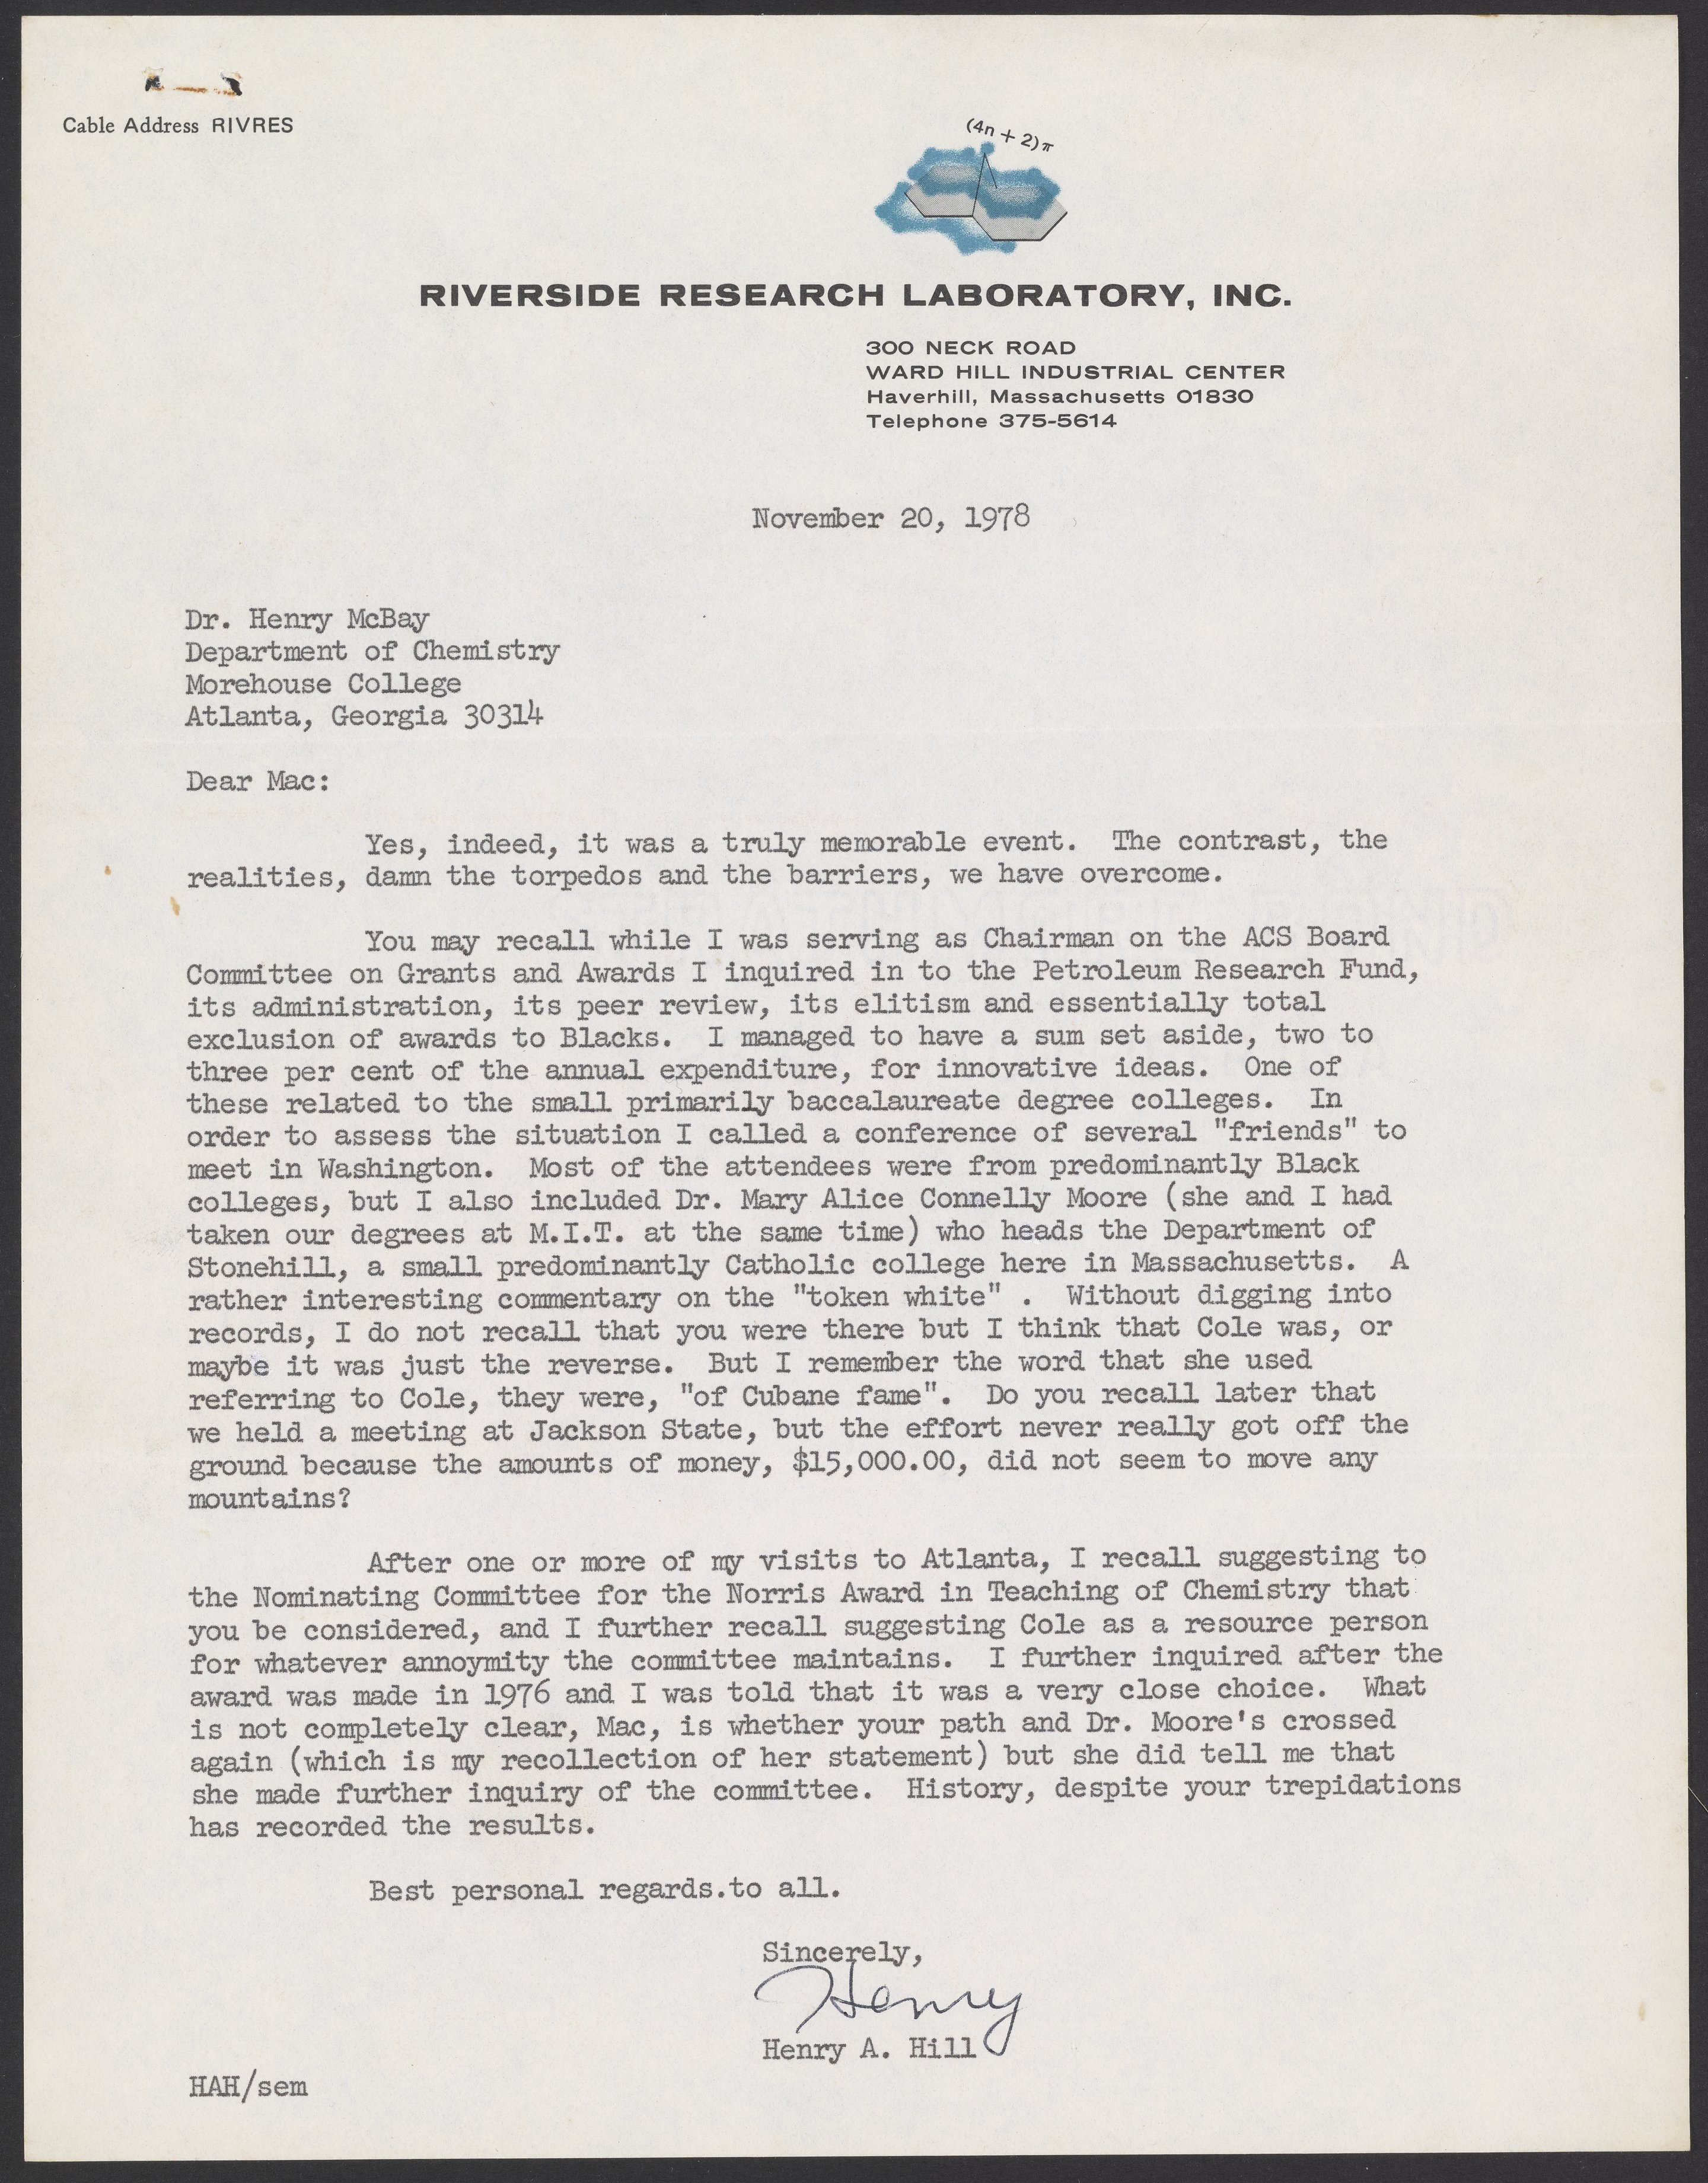 Cable Address RIVRES
(4n + 2)π
RIVERSIDE RESEARCH LABORATORY, INC.
300 NECK ROAD
WARD HILL INDUSTRIAL CENTER
Haverhill, Massachusetts 01830
Telephone 375-5614
November 20, 1978
Dr. Henry McBay
Department of Chemistry
Morehouse College
Atlanta, Georgia 30314
Dear Mac:
Yes, indeed, it was a truly memorable event. The contrast, the
realities, damn the torpedos and the barriers, we have overcome.
You may recall while I was serving as Chairman on the ACS Board
Committee on Grants and Awards I inquired in to the Petroleum Research Fund,
its administration, its peer review, its elitism and essentially total
exclusion of awards to Blacks. I managed to have a sum set aside, two to
three per cent of the annual expenditure, for innovative ideas. One of
these related to the small primarily baccalaureate degree colleges. In
order to assess the situation I called a conference of several "friends" to
meet in Washington. Most of the attendees were from predominantly Black
colleges, but I also included Dr. Mary Alice Connelly Moore (she and I had
taken our degrees at M.I.T. at the same time) who heads the Department of
Stonehill, a small predominantly Catholic college here in Massachusetts. A
rather interesting commentary on the "token white" . Without digging into
records, I do not recall that you were there but I think that Cole was, or
maybe it was just the reverse. But I remember the word that she used
referring to Cole, they were, "of Cubane fame". Do you recall later that
we held a meeting at Jackson State, but the effort never really got off the
ground because the amounts of money, $15,000.00, did not seem to move any
mountains?
After one or more of my visits to Atlanta, I recall suggesting to
the Nominating Committee for the Norris Award in Teaching of Chemistry that
you be considered, and I further recall suggesting Cole as a resource person
for whatever annoymity the committee maintains. I further inquired after the
award was made in 1976 and I was told that it was a very close choice. What
is not completely clear, Mac, is whether your path and Dr. Moore's crossed
again (which is my recollection of her statement) but she did tell me that
she made further inquiry of the committee. History, despite your trepidations
has recorded the results.
Best personal regards.to all.
Sincerely,
Henry
Henry A. Hill
HAH/sem